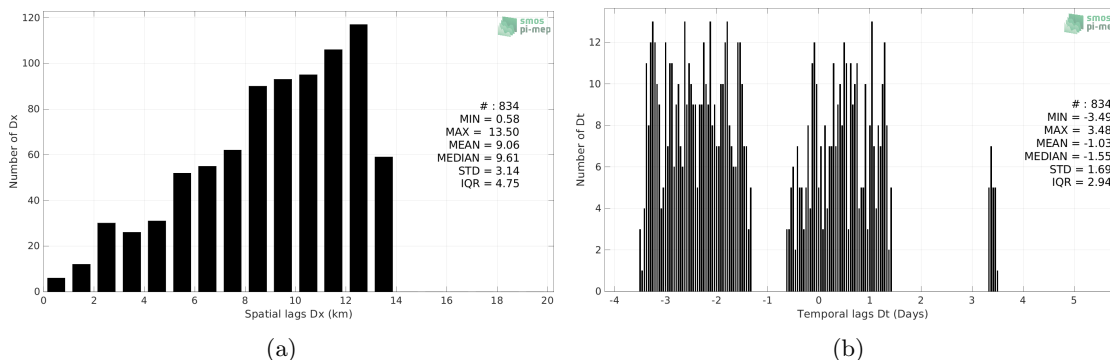 120
100
80
60
40
20
0
Number of Dx
smos
pi-mep
# : 834
MIN = 0.58
MAX = 13.50
MEAN = 9.06
MEDIAN = 9.61
STD = 3.14
IQR = 4.75
0 2 4 6 8 10 12 14 16 18 20
Spatial lags Dx (km)
(a)
12
10
8
6
4
2
0
Number of Dt
smos
pi-mep
# : 834
MIN = -3.49
MAX = 3.48
MEAN = -1.03
MEDIAN = -1.55
STD = 1.69
IQR = 2.94
-4 -3 -2 -1 0 1 2 3 4 5
Temporal lags Dt (Days)
(b)